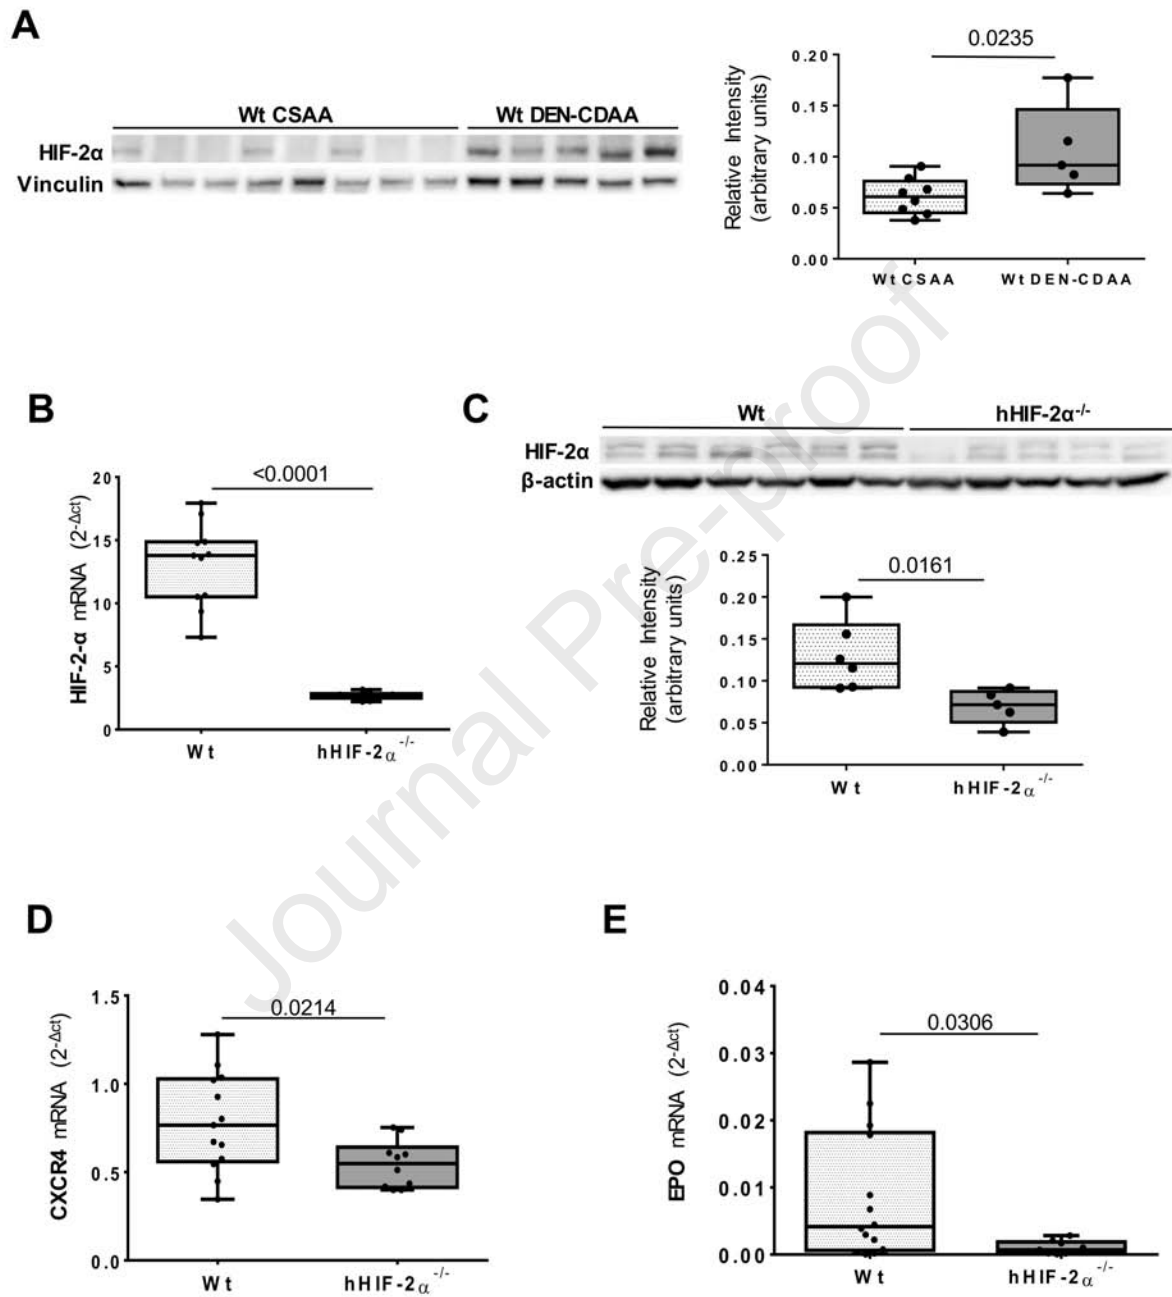 A
Wt CSAA Wt DEN-CDAA
HIF-2α
Vinculin
0.0235
Relative Intensity
(arbitrary units)
0.20
0.15
0.10
0.05
0.00
Wt CSAA Wt DEN-CDAA
B
<0.0001
HIF-2-α mRNA (2-Δct)
20
15
10
5
0
Wt hHIF-2α-/-
C
Wt hHIF-2α-/-
HIF-2α
β-actin
0.0161
Relative Intensity
(arbitrary units)
0.25
0.20
0.15
0.10
0.05
0.00
Wt hHIF-2α-/-
D
0.0214
CXCR4 mRNA (2-Δct)
1.5
1.0
0.5
0.0
Wt hHIF-2α-/-
E
0.0306
EPO mRNA (2-Δct)
0.04
0.03
0.02
0.01
0.00
Wt hHIF-2α-/-
Journal Pre-proof